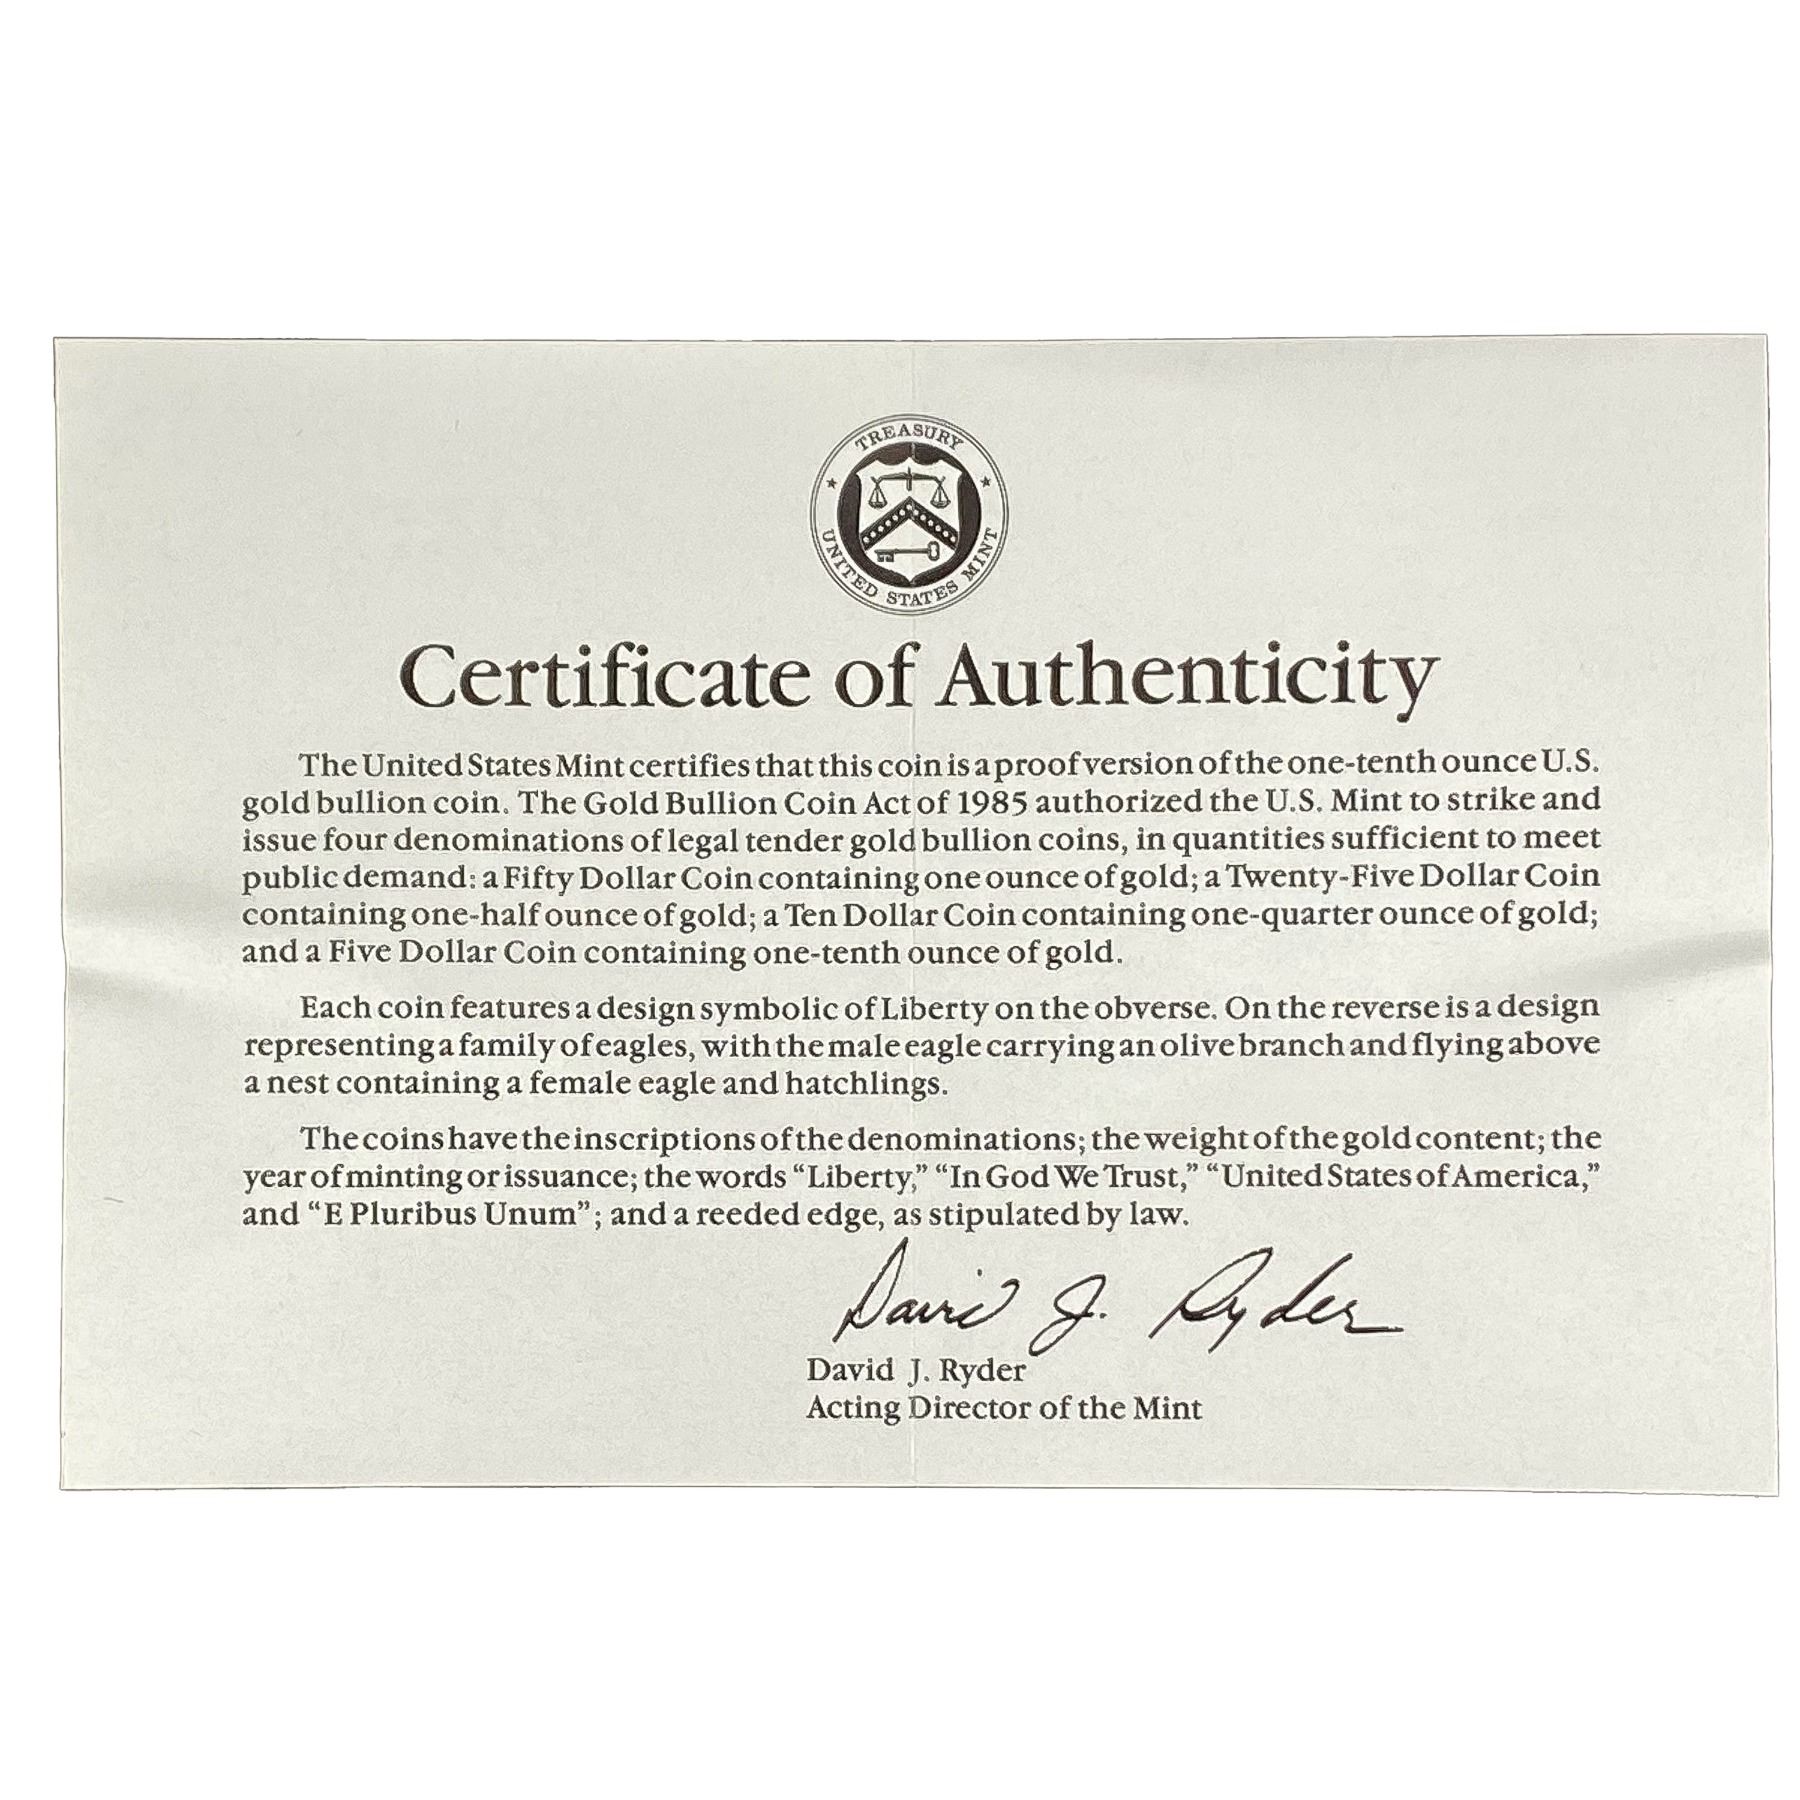 TREASURY
UNITED STATES MINT
Certificate of Authenticity
The United States Mint certifies that this coin is a proof version of the one-tenth ounce U.S.
gold bullion coin. The Gold Bullion Coin Act of 1985 authorized the U.S. Mint to strike and
issue four denominations of legal tender gold bullion coins, in quantities sufficient to meet
public demand: a Fifty Dollar Coin containing one ounce of gold; a Twenty-Five Dollar Coin
containing one-half ounce of gold; a Ten Dollar Coin containing one-quarter ounce of gold;
and a Five Dollar Coin containing one-tenth ounce of gold.
Each coin features a design symbolic of Liberty on the obverse. On the reverse is a design
representing a family of eagles, with the male eagle carrying an olive branch and flying above
a nest containing a female eagle and hatchlings.
The coins have the inscriptions of the denominations; the weight of the gold content; the
year of minting or issuance; the words “Liberty,” “In God We Trust,” “United States of America,”
and “E Pluribus Unum”; and a reeded edge, as stipulated by law.
David J. Ryder
David J. Ryder
Acting Director of the Mint